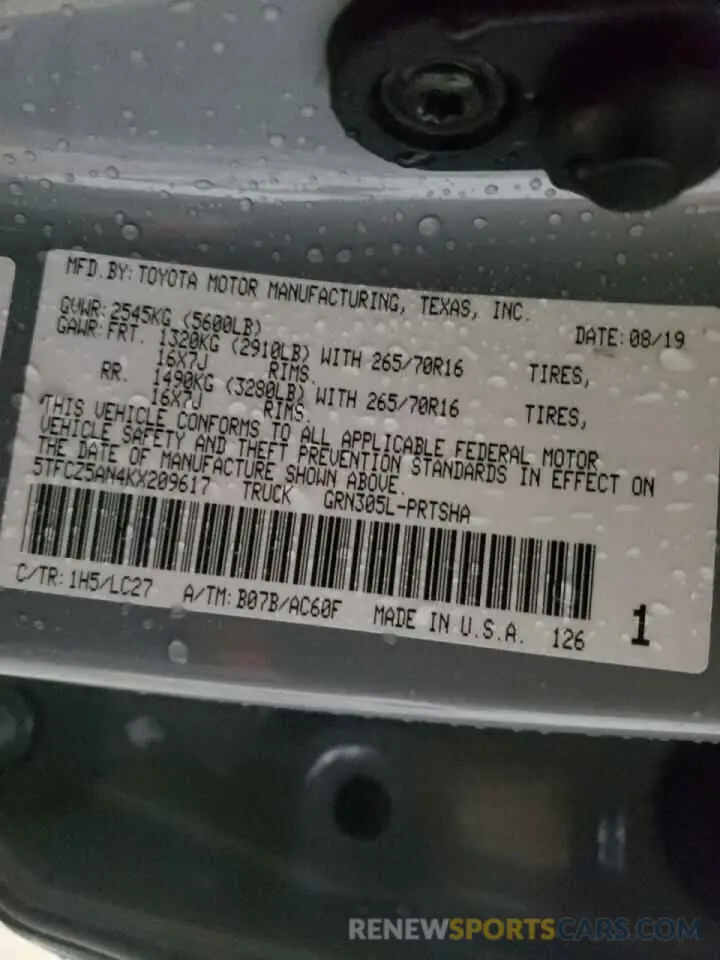 MFD. BY: TOYOTA MOTOR MANUFACTURING, TEXAS, INC.
GVWR: 2545KG (5600LB) DATE: 08/19
GAWR: FRT. 1320KG (2910LB) WITH 265/70R16 TIRES,
16X7J RIMS.
RR. 1490KG (3280LB) WITH 265/70R16 TIRES,
16X7J RIMS.
THIS VEHICLE CONFORMS TO ALL APPLICABLE FEDERAL MOTOR
VEHICLE SAFETY AND THEFT PREVENTION STANDARDS IN EFFECT ON
THE DATE OF MANUFACTURE SHOWN ABOVE.
5TFCZ5AN4KX209617 TRUCK GRN305L-PRTSHA
C/TR: 1H5/LC27 A/TM: B07B/AC60F MADE IN U.S.A. 126 1
RENEWSPORTSCARS.COM